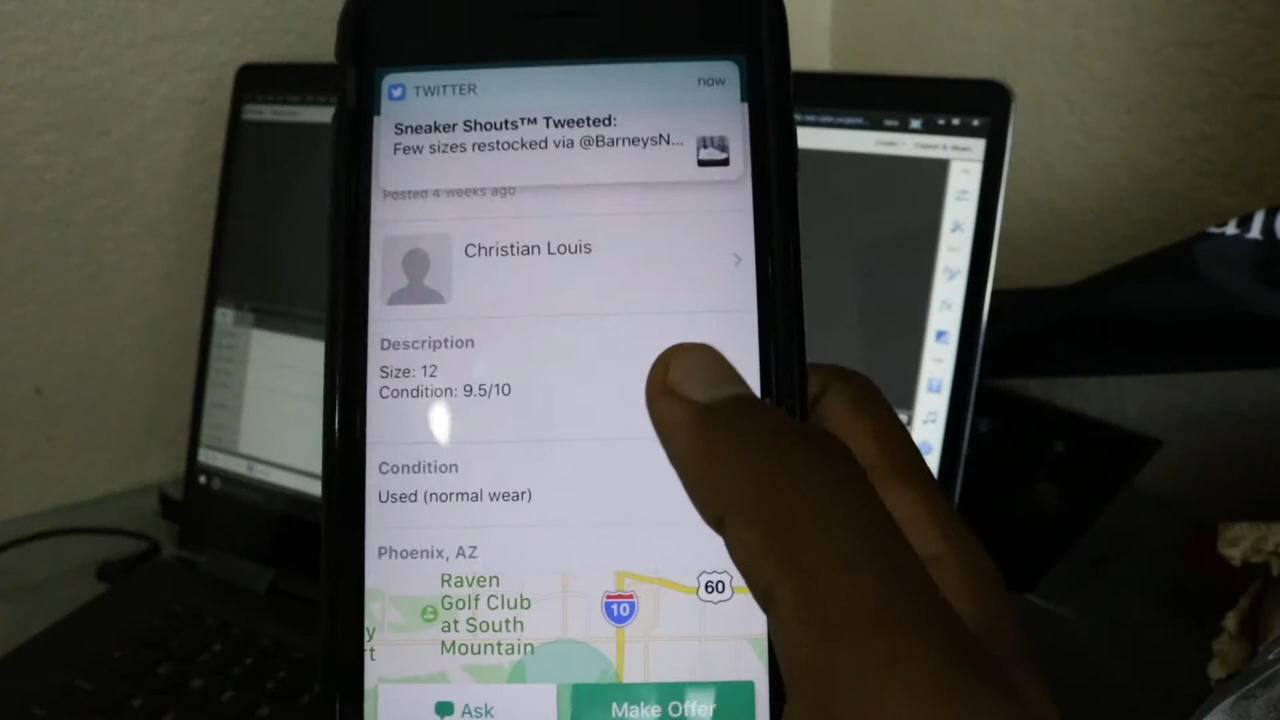 TWITTER
now
Sneaker Shouts™ Tweeted:
Few sizes restocked via @BarneysN...
Posted 4 weeks ago
Christian Louis
Description
Size: 12
Condition: 9.5/10
Condition
Used (normal wear)
Phoenix, AZ
Raven
Golf Club
at South
Mountain
10
60
Ask
Make Offer